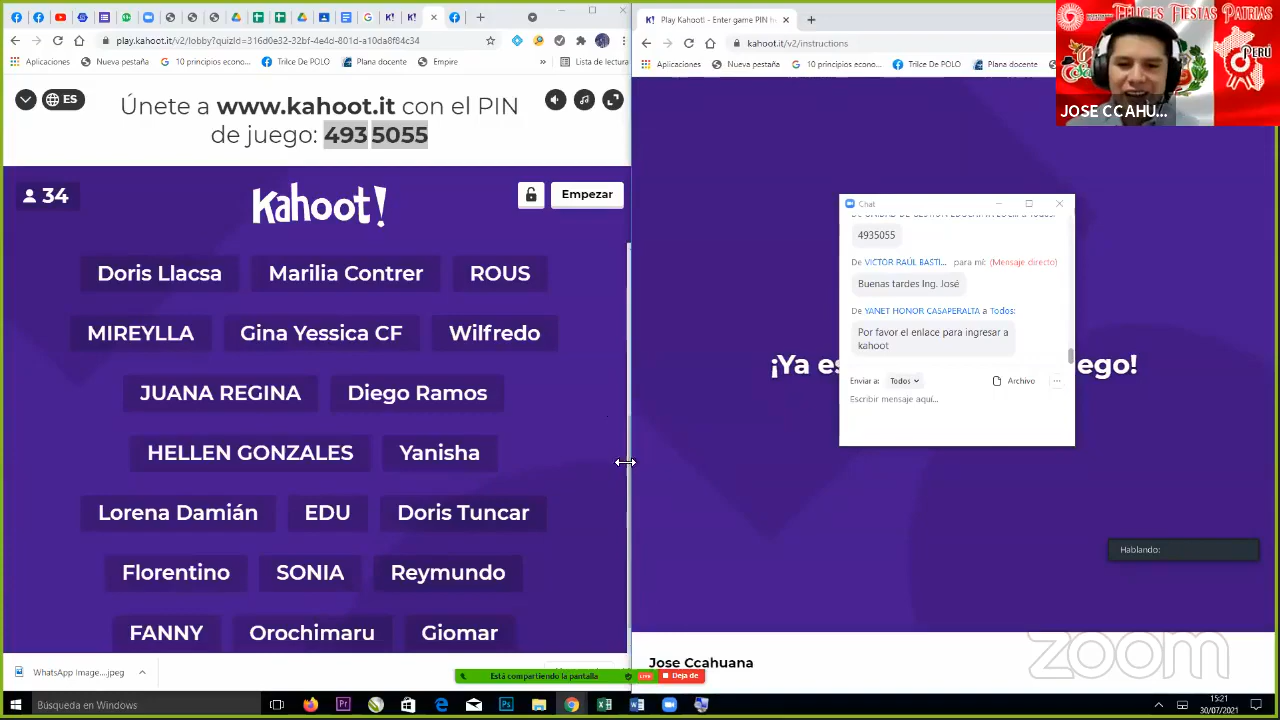 play.kahoot.it/v2/lobby?quizId=316d0e32-32bf-4e4d-801d-a10da8f84c34
Aplicaciones Nueva pestaña 10 principios econo... Trilce De POLO Plana docente Empire » Lista de lectura
ES
Únete a www.kahoot.it con el PIN
de juego: 493 5055
34
Kahoot!
Empezar
Doris Llacsa Marilia Contrer ROUS
MIREYLLA Gina Yessica CF Wilfredo
JUANA REGINA Diego Ramos
HELLEN GONZALES Yanisha
Lorena Damián EDU Doris Tuncar
Florentino SONIA Reymundo
FANNY Orochimaru Giomar
WhatsApp Image....jpeg
Play Kahoot! - Enter game PIN h
kahoot.it/v2/instructions
Aplicaciones Nueva pestaña 10 principios econo... Trilce De POLO Plana docente
FELICES FIESTAS PATRIAS
PERÚ
JOSE CCAHU...
Chat
4935055
De VICTOR RAÚL BASTI... para mí: (Mensaje directo)
Buenas tardes Ing. José
De YANET HONOR CASAPERALTA a Todos:
Por favor el enlace para ingresar a
kahoot
Enviar a: Todos Archivo ...
Escribir mensaje aquí...
¡Ya es
ego!
Hablando:
zoom
Jose Ccahuana
Está compartiendo la pantalla LIVE Deja de
Búsqueda en Windows
15:21
30/07/2021